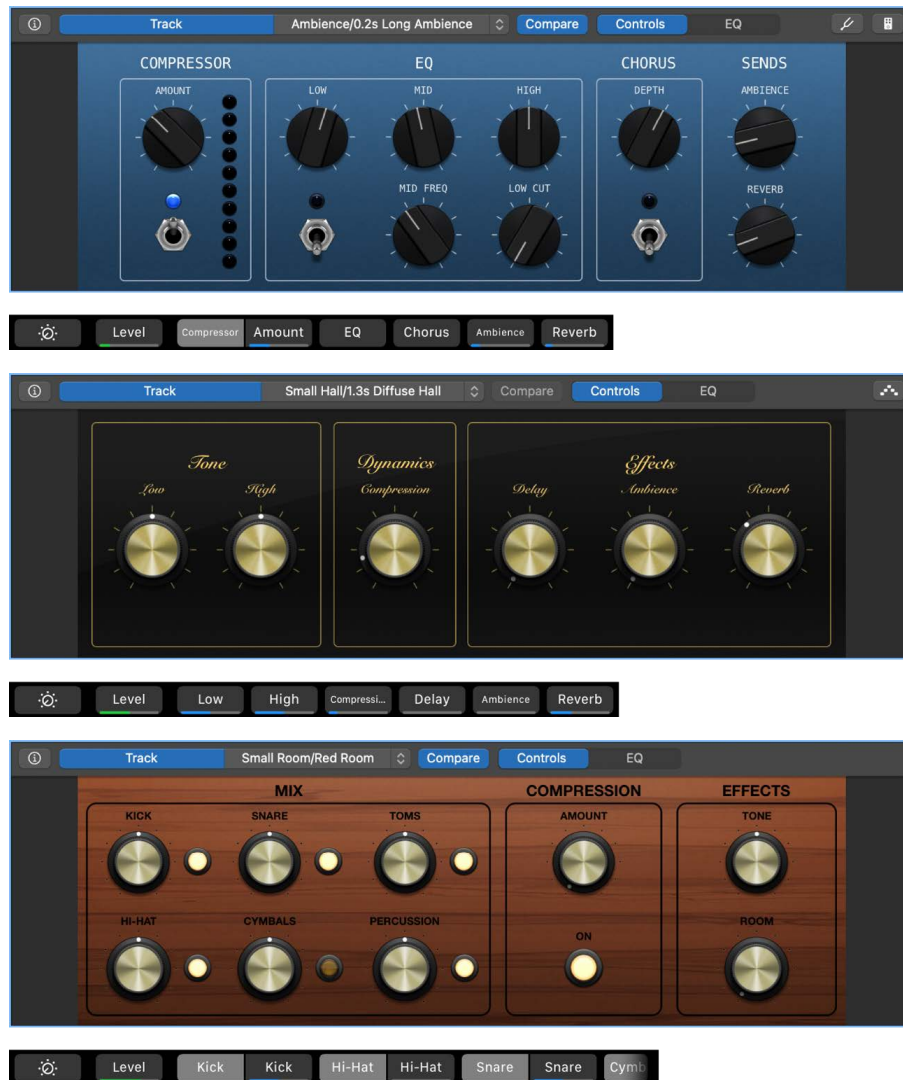 Track Ambience/0.2s Long Ambience Compare Controls EQ
COMPRESSOR EQ CHORUS SENDS
AMOUNT LOW MID HIGH DEPTH AMBIENCE
MID FREQ LOW CUT REVERB
Level Compressor Amount EQ Chorus Ambience Reverb
Track Small Hall/1.3s Diffuse Hall Compare Controls EQ
Tone Dynamics Effects
Low High Compression Delay Ambience Reverb
Level Low High Compressi... Delay Ambience Reverb
Track Small Room/Red Room Compare Controls EQ
MIX COMPRESSION EFFECTS
KICK SNARE TOMS AMOUNT TONE
HI-HAT CYMBALS PERCUSSION ON ROOM
Level Kick Kick Hi-Hat Hi-Hat Snare Snare Cymb